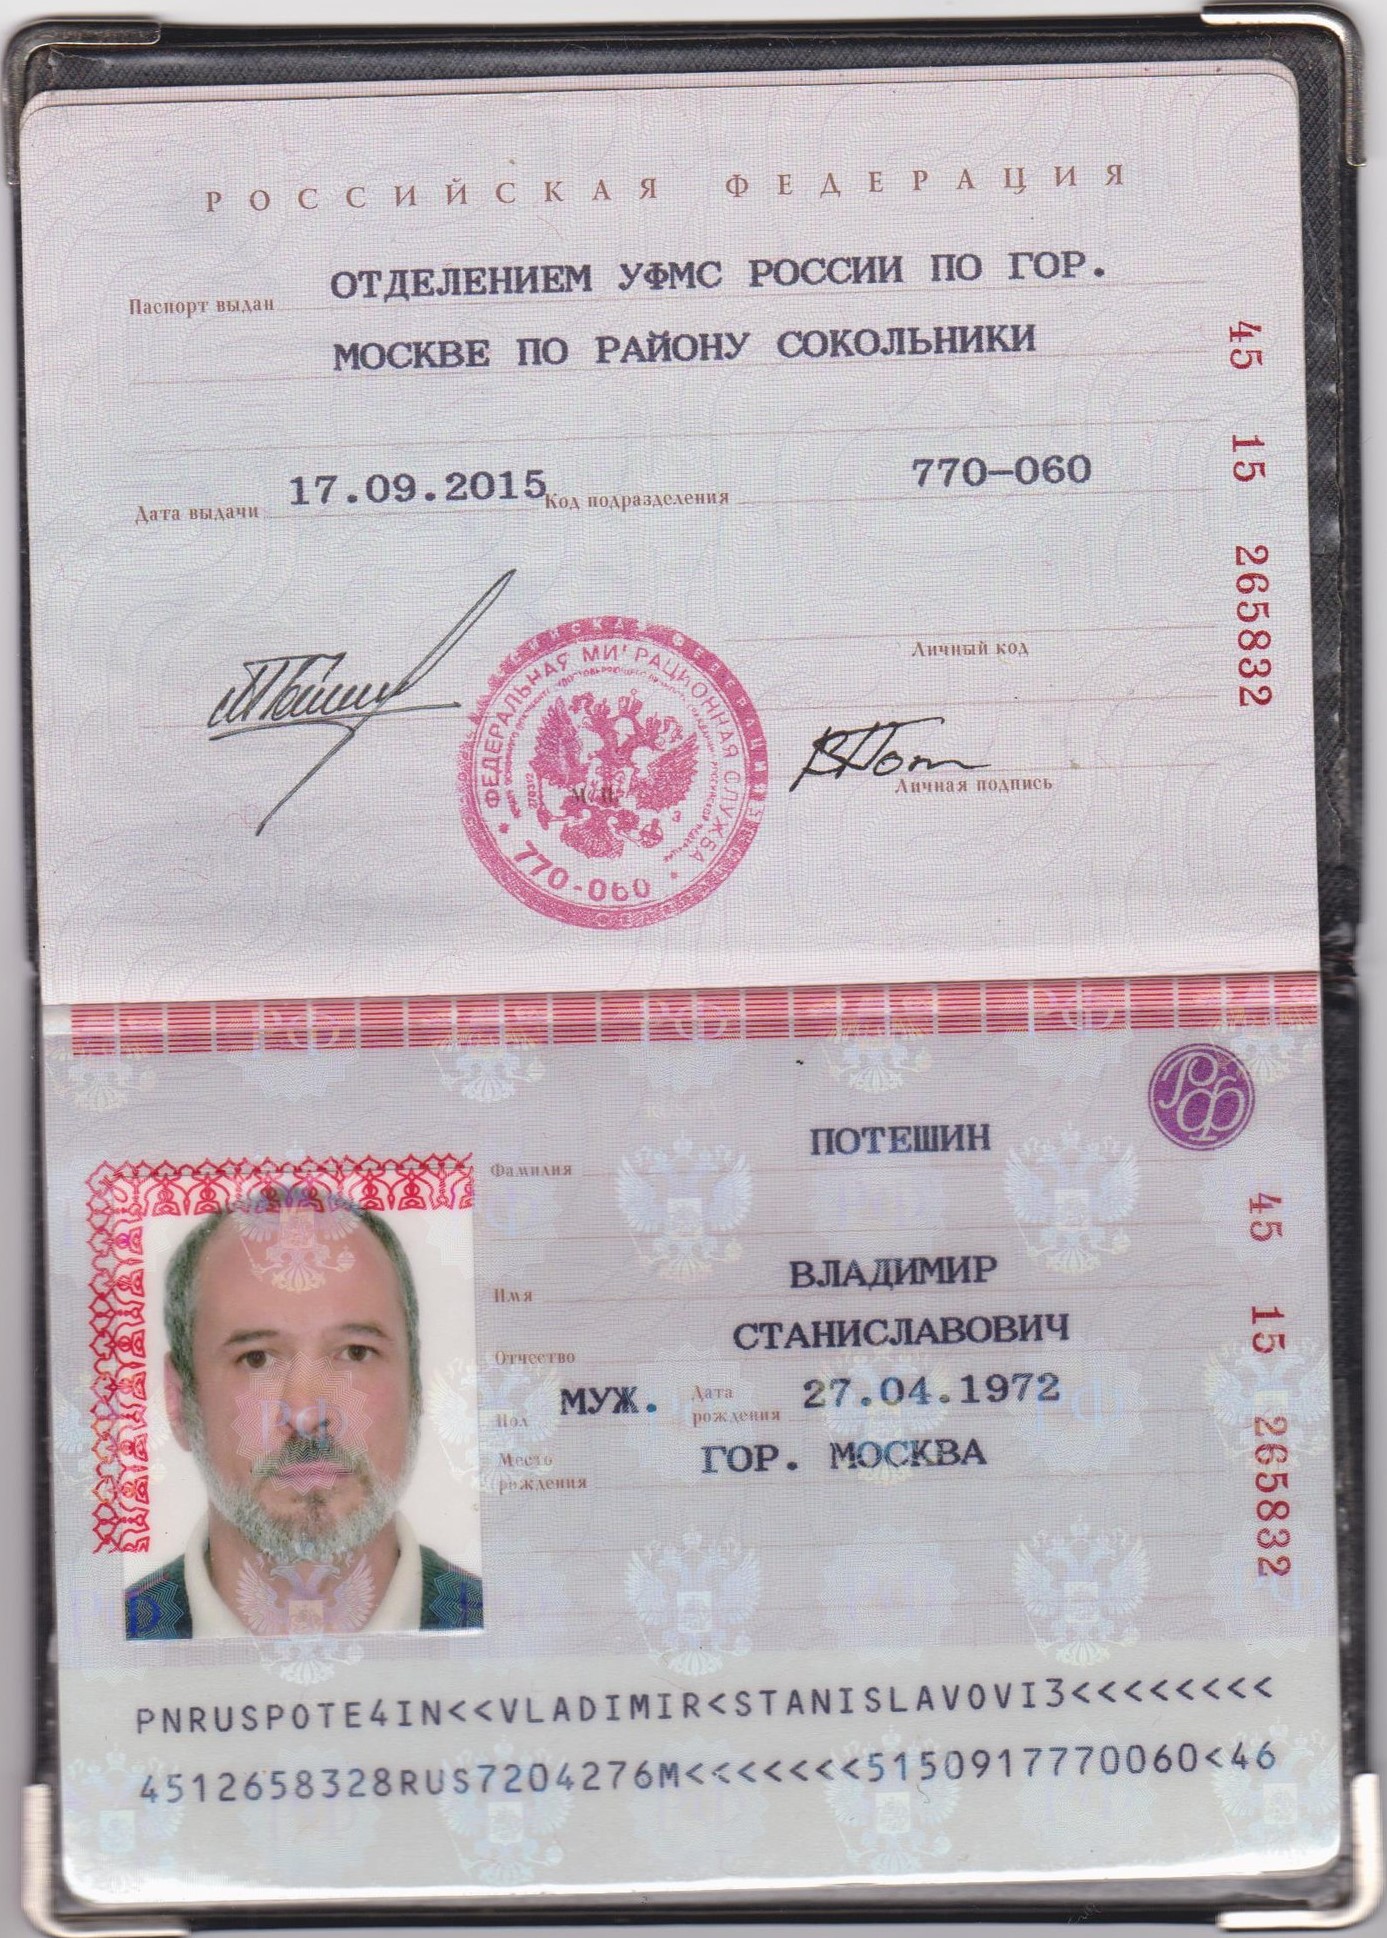 РОССИЙСКАЯ ФЕДЕРАЦИЯ
Паспорт выдан ОТДЕЛЕНИЕМ УФМС РОССИИ ПО ГОР.
МОСКВЕ ПО РАЙОНУ СОКОЛЬНИКИ
Дата выдачи 17.09.2015 Код подразделения 770-060
45 15 265832
Личный код
Личная подпись
ФЕДЕРАЛЬНАЯ МИГРАЦИОННАЯ СЛУЖБА
М.П.
770-060
РФ
Фамилия ПОТЕШИН
Имя ВЛАДИМИР
Отчество СТАНИСЛАВОВИЧ
Пол МУЖ. Дата рождения 27.04.1972
Место рождения ГОР. МОСКВА
45 15 265832
PNRUSPOTE4IN<<VLADIMIR<STANISLAVOVI3<<<<<<<<<
4512658328RUS7204276M<<<<<<<5150917770060<46